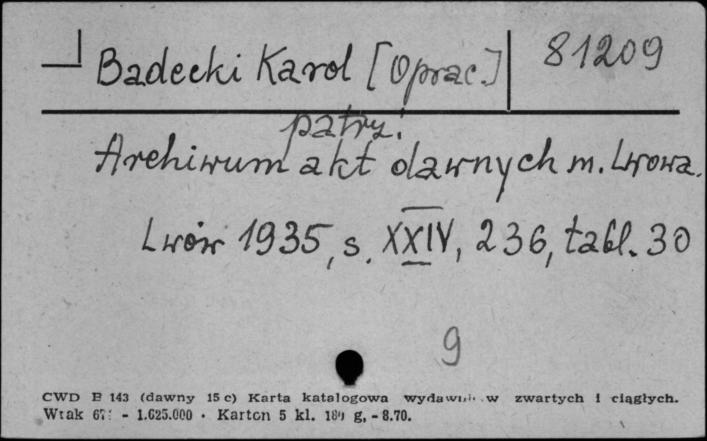 Badecki Karol [Oprac.] 81209
patrz:
Archiwum akt dawnych m. Lwowa.
Lwów 1935, s. XXIV, 236, tabl. 30
9
CWD B 143 (dawny 15 c) Karta katalogowa wydawn. w zwartych i ciągłych.
Wtak - 1.625.000 · Karton 5 kl. g, - 8.70.